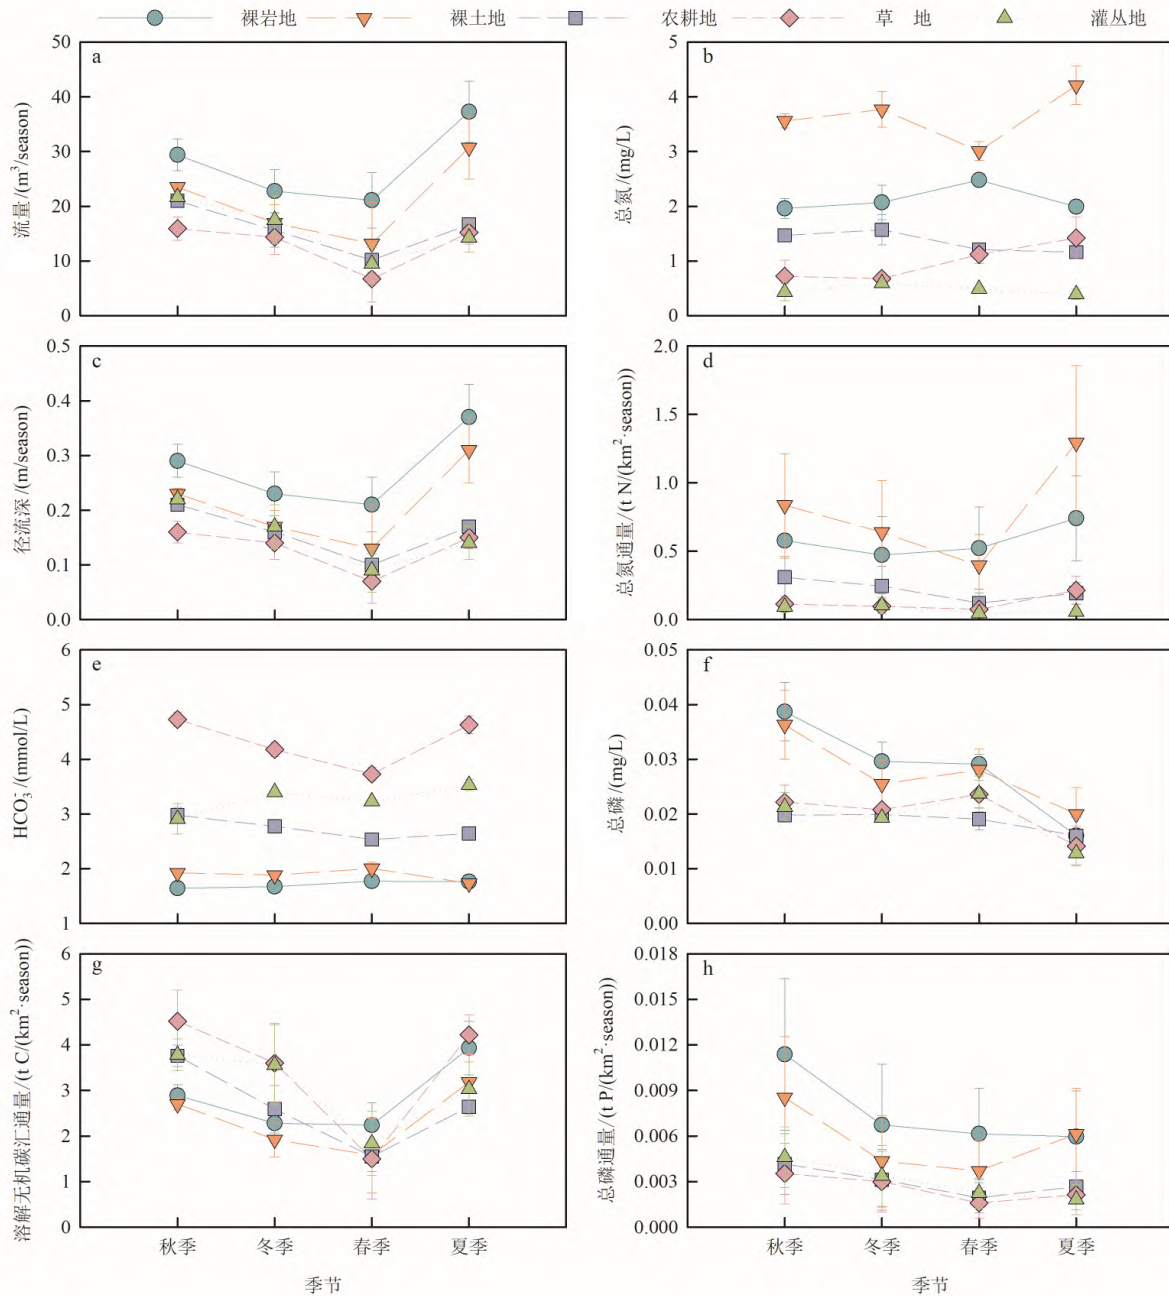 裸岩地 裸土地 农耕地 草 地 灌丛地
a
流量/(m³/season)
50
40
30
20
10
0
b
总氮/(mg/L)
5
4
3
2
1
0
c
径流深/(m/season)
0.5
0.4
0.3
0.2
0.1
0.0
d
总氮通量/(t N/(km²·season))
2.0
1.5
1.0
0.5
0.0
e
HCO₃⁻/(mmol/L)
6
5
4
3
2
1
f
总磷/(mg/L)
0.05
0.04
0.03
0.02
0.01
0.00
g
溶解无机碳汇通量/(t C/(km²·season))
6
5
4
3
2
1
0
秋季 冬季 春季 夏季
季节
h
总磷通量/(t P/(km²·season))
0.018
0.015
0.012
0.009
0.006
0.003
0.000
秋季 冬季 春季 夏季
季节